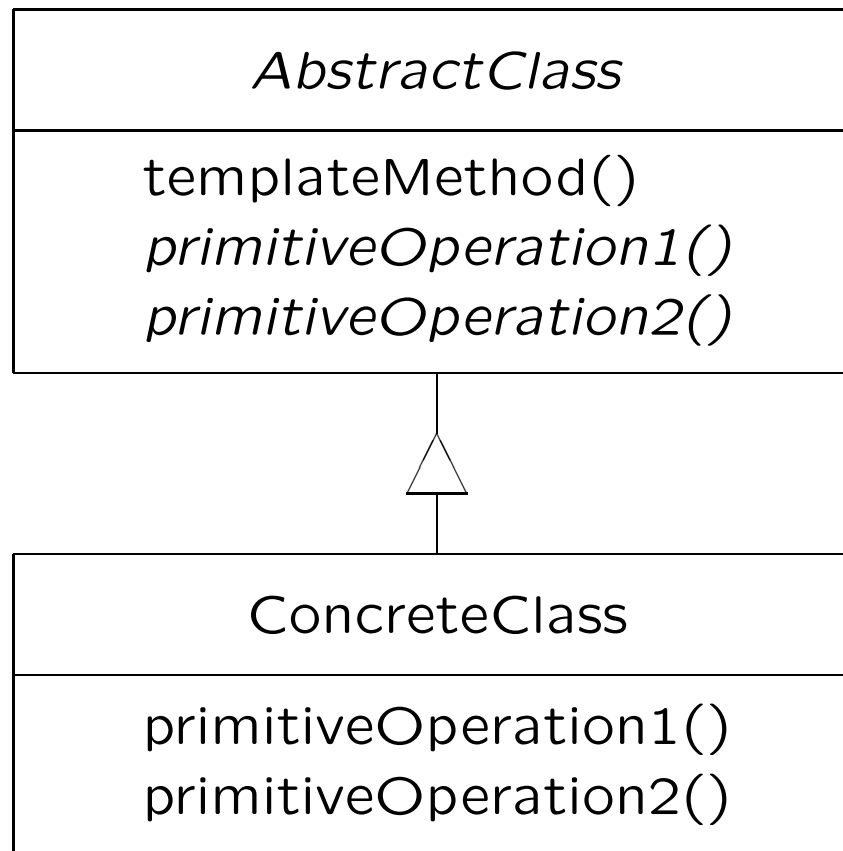 AbstractClass
templateMethod()
primitiveOperation1()
primitiveOperation2()
ConcreteClass
primitiveOperation1()
primitiveOperation2()